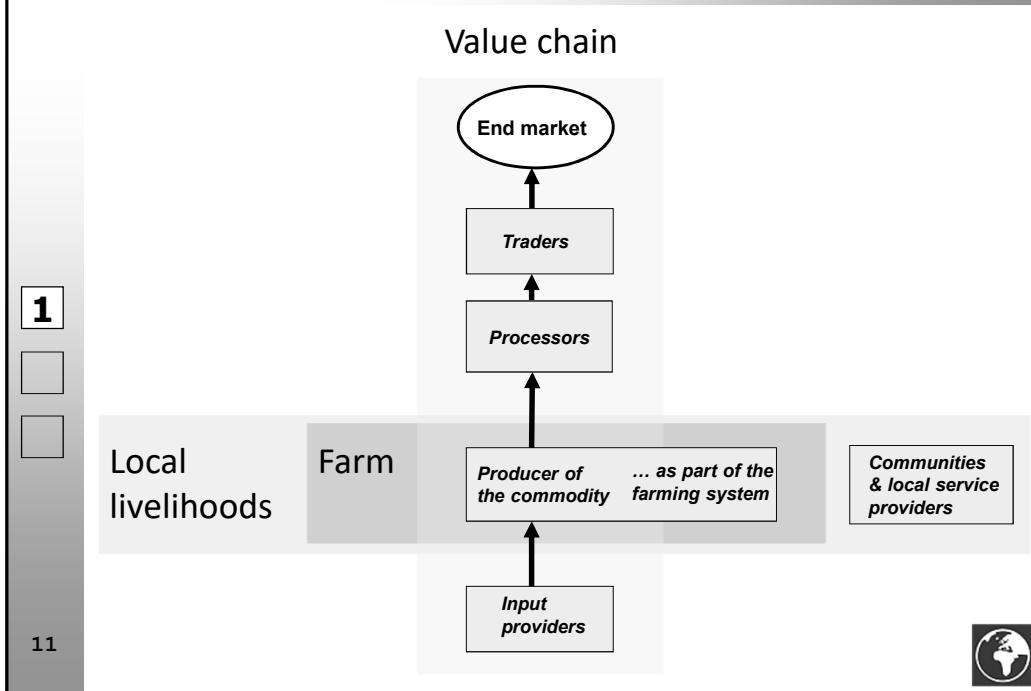 Value chain
End market
Traders
Processors
1
Local
livelihoods
Farm
Producer of
the commodity
… as part of the
farming system
Communities
& local service
providers
Input
providers
11